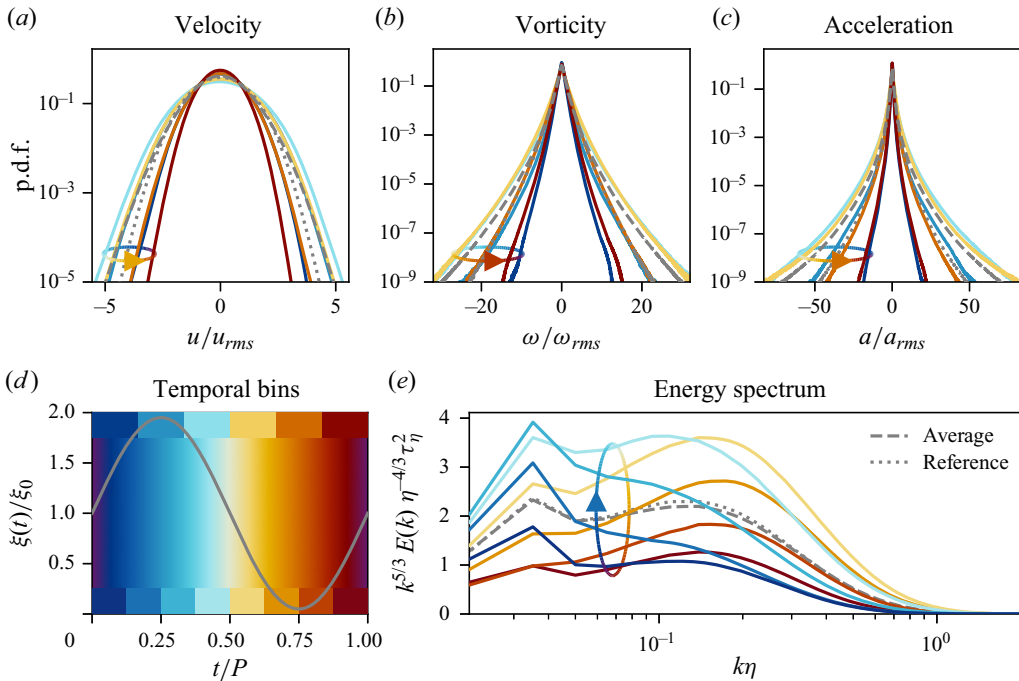 (a) Velocity (b) Vorticity (c) Acceleration
p.d.f.
10⁻¹ 10⁻³ 10⁻⁵
−5 0 5
u/u_rms
10⁻¹ 10⁻³ 10⁻⁵ 10⁻⁷ 10⁻⁹
−20 0 20
ω/ω_rms
10⁻¹ 10⁻³ 10⁻⁵ 10⁻⁷ 10⁻⁹
−50 0 50
a/a_rms
(d) Temporal bins (e) Energy spectrum
ξ(t)/ξ₀
2.0
1.5
1.0
0.5
0 0.25 0.50 0.75 1.00
t/P
k^{5/3} E(k) η^{−4/3} τ_η^2
4
3
2
1
0
Average
Reference
10⁻¹ 10⁰
kη